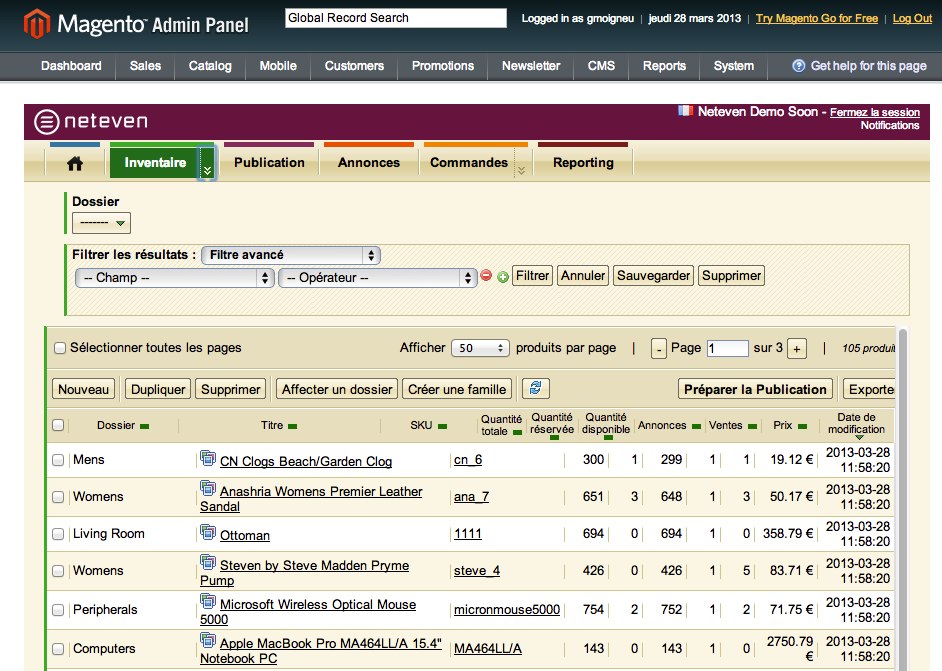 Magento Admin Panel
Global Record Search
Logged in as gmoigneu | jeudi 28 mars 2013 | Try Magento Go for Free | Log Out
Dashboard Sales Catalog Mobile Customers Promotions Newsletter CMS Reports System Get help for this page
neteven
Neteven Demo Soon - Fermez la session
Notifications
Inventaire Publication Annonces Commandes Reporting
Dossier
-------
Filtrer les résultats : Filtre avancé
-- Champ -- -- Opérateur -- Filtrer Annuler Sauvegarder Supprimer
Sélectionner toutes les pages Afficher 50 produits par page | - Page 1 sur 3 + | 105 produi
Nouveau Dupliquer Supprimer Affecter un dossier Créer une famille Préparer la Publication Exporte
Dossier Titre SKU Quantité totale Quantité réservée Quantité disponible Annonces Ventes Prix Date de modification
Mens CN Clogs Beach/Garden Clog cn_6 300 1 299 1 1 19.12 € 2013-03-28
11:58:20
Womens Anashria Womens Premier Leather ana_7 651 3 648 1 3 50.17 € 2013-03-28
Sandal 11:58:20
Living Room Ottoman 1111 694 0 694 1 0 358.79 € 2013-03-28
11:58:20
Womens Steven by Steve Madden Pryme steve_4 426 0 426 1 5 83.71 € 2013-03-28
Pump 11:58:20
Peripherals Microsoft Wireless Optical Mouse micronmouse5000 754 2 752 1 2 71.75 € 2013-03-28
5000 11:58:20
Computers Apple MacBook Pro MA464LL/A 15.4" MA464LL/A 143 0 143 1 0 2750.79 2013-03-28
Notebook PC € 11:58:20